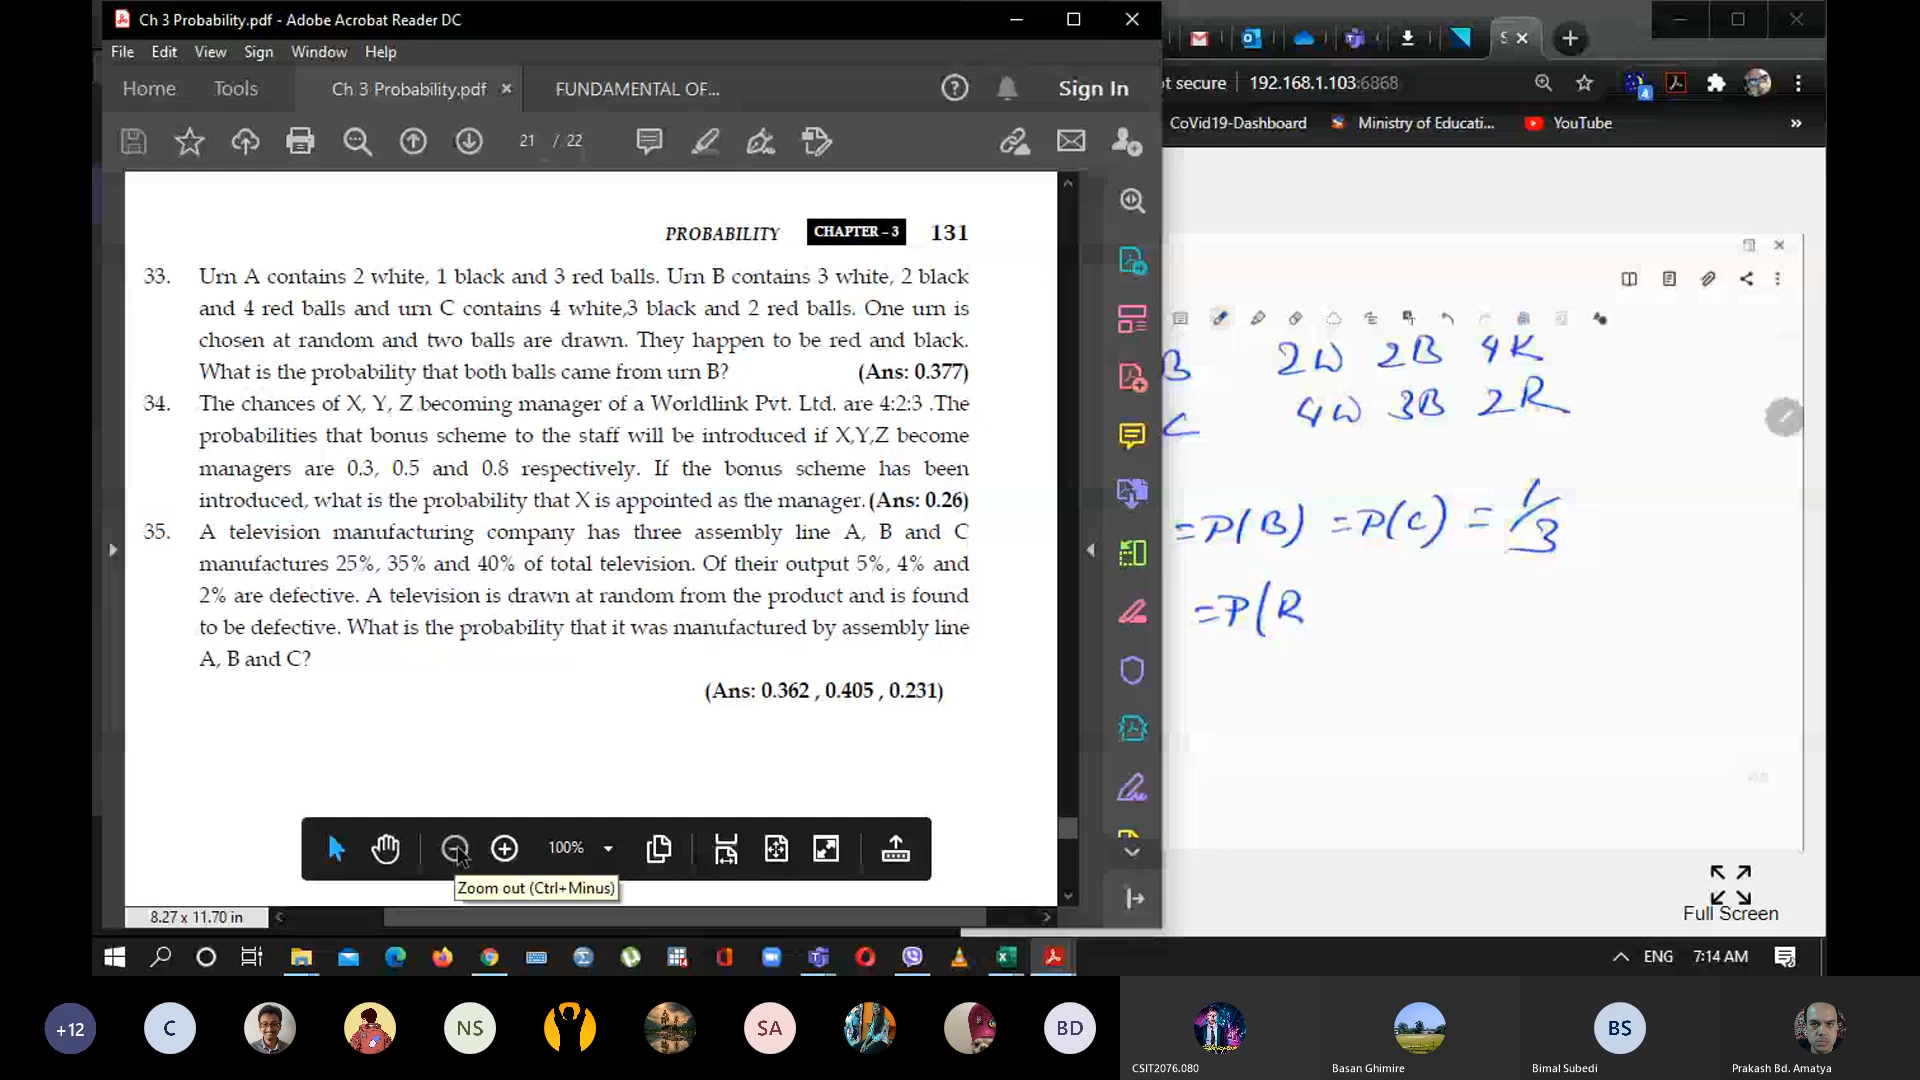 Ch 3 Probability.pdf - Adobe Acrobat Reader DC
File Edit View Sign Window Help
Home Tools Ch 3 Probability.pdf × FUNDAMENTAL OF... Sign In
21 / 22
PROBABILITY CHAPTER – 3 131
33. Urn A contains 2 white, 1 black and 3 red balls. Urn B contains 3 white, 2 black
and 4 red balls and urn C contains 4 white,3 black and 2 red balls. One urn is
chosen at random and two balls are drawn. They happen to be red and black.
What is the probability that both balls came from urn B? (Ans: 0.377)
34. The chances of X, Y, Z becoming manager of a Worldlink Pvt. Ltd. are 4:2:3 .The
probabilities that bonus scheme to the staff will be introduced if X,Y,Z become
managers are 0.3, 0.5 and 0.8 respectively. If the bonus scheme has been
introduced, what is the probability that X is appointed as the manager. (Ans: 0.26)
35. A television manufacturing company has three assembly line A, B and C
manufactures 25%, 35% and 40% of total television. Of their output 5%, 4% and
2% are defective. A television is drawn at random from the product and is found
to be defective. What is the probability that it was manufactured by assembly line
A, B and C?
(Ans: 0.362 , 0.405 , 0.231)
100%
Zoom out (Ctrl+Minus)
8.27 x 11.70 in
t secure 192.168.1.103:6868
CoVid19-Dashboard Ministry of Educati... YouTube »
B 2W 2B 4R
C 4W 3B 2R
=P(B) =P(C) = 1/3
=P(R
Full Screen
ENG 7:14 AM
+12 C NS SA BD BS
CSIT2076.080 Basan Ghimire Bimal Subedi Prakash Bd. Amatya